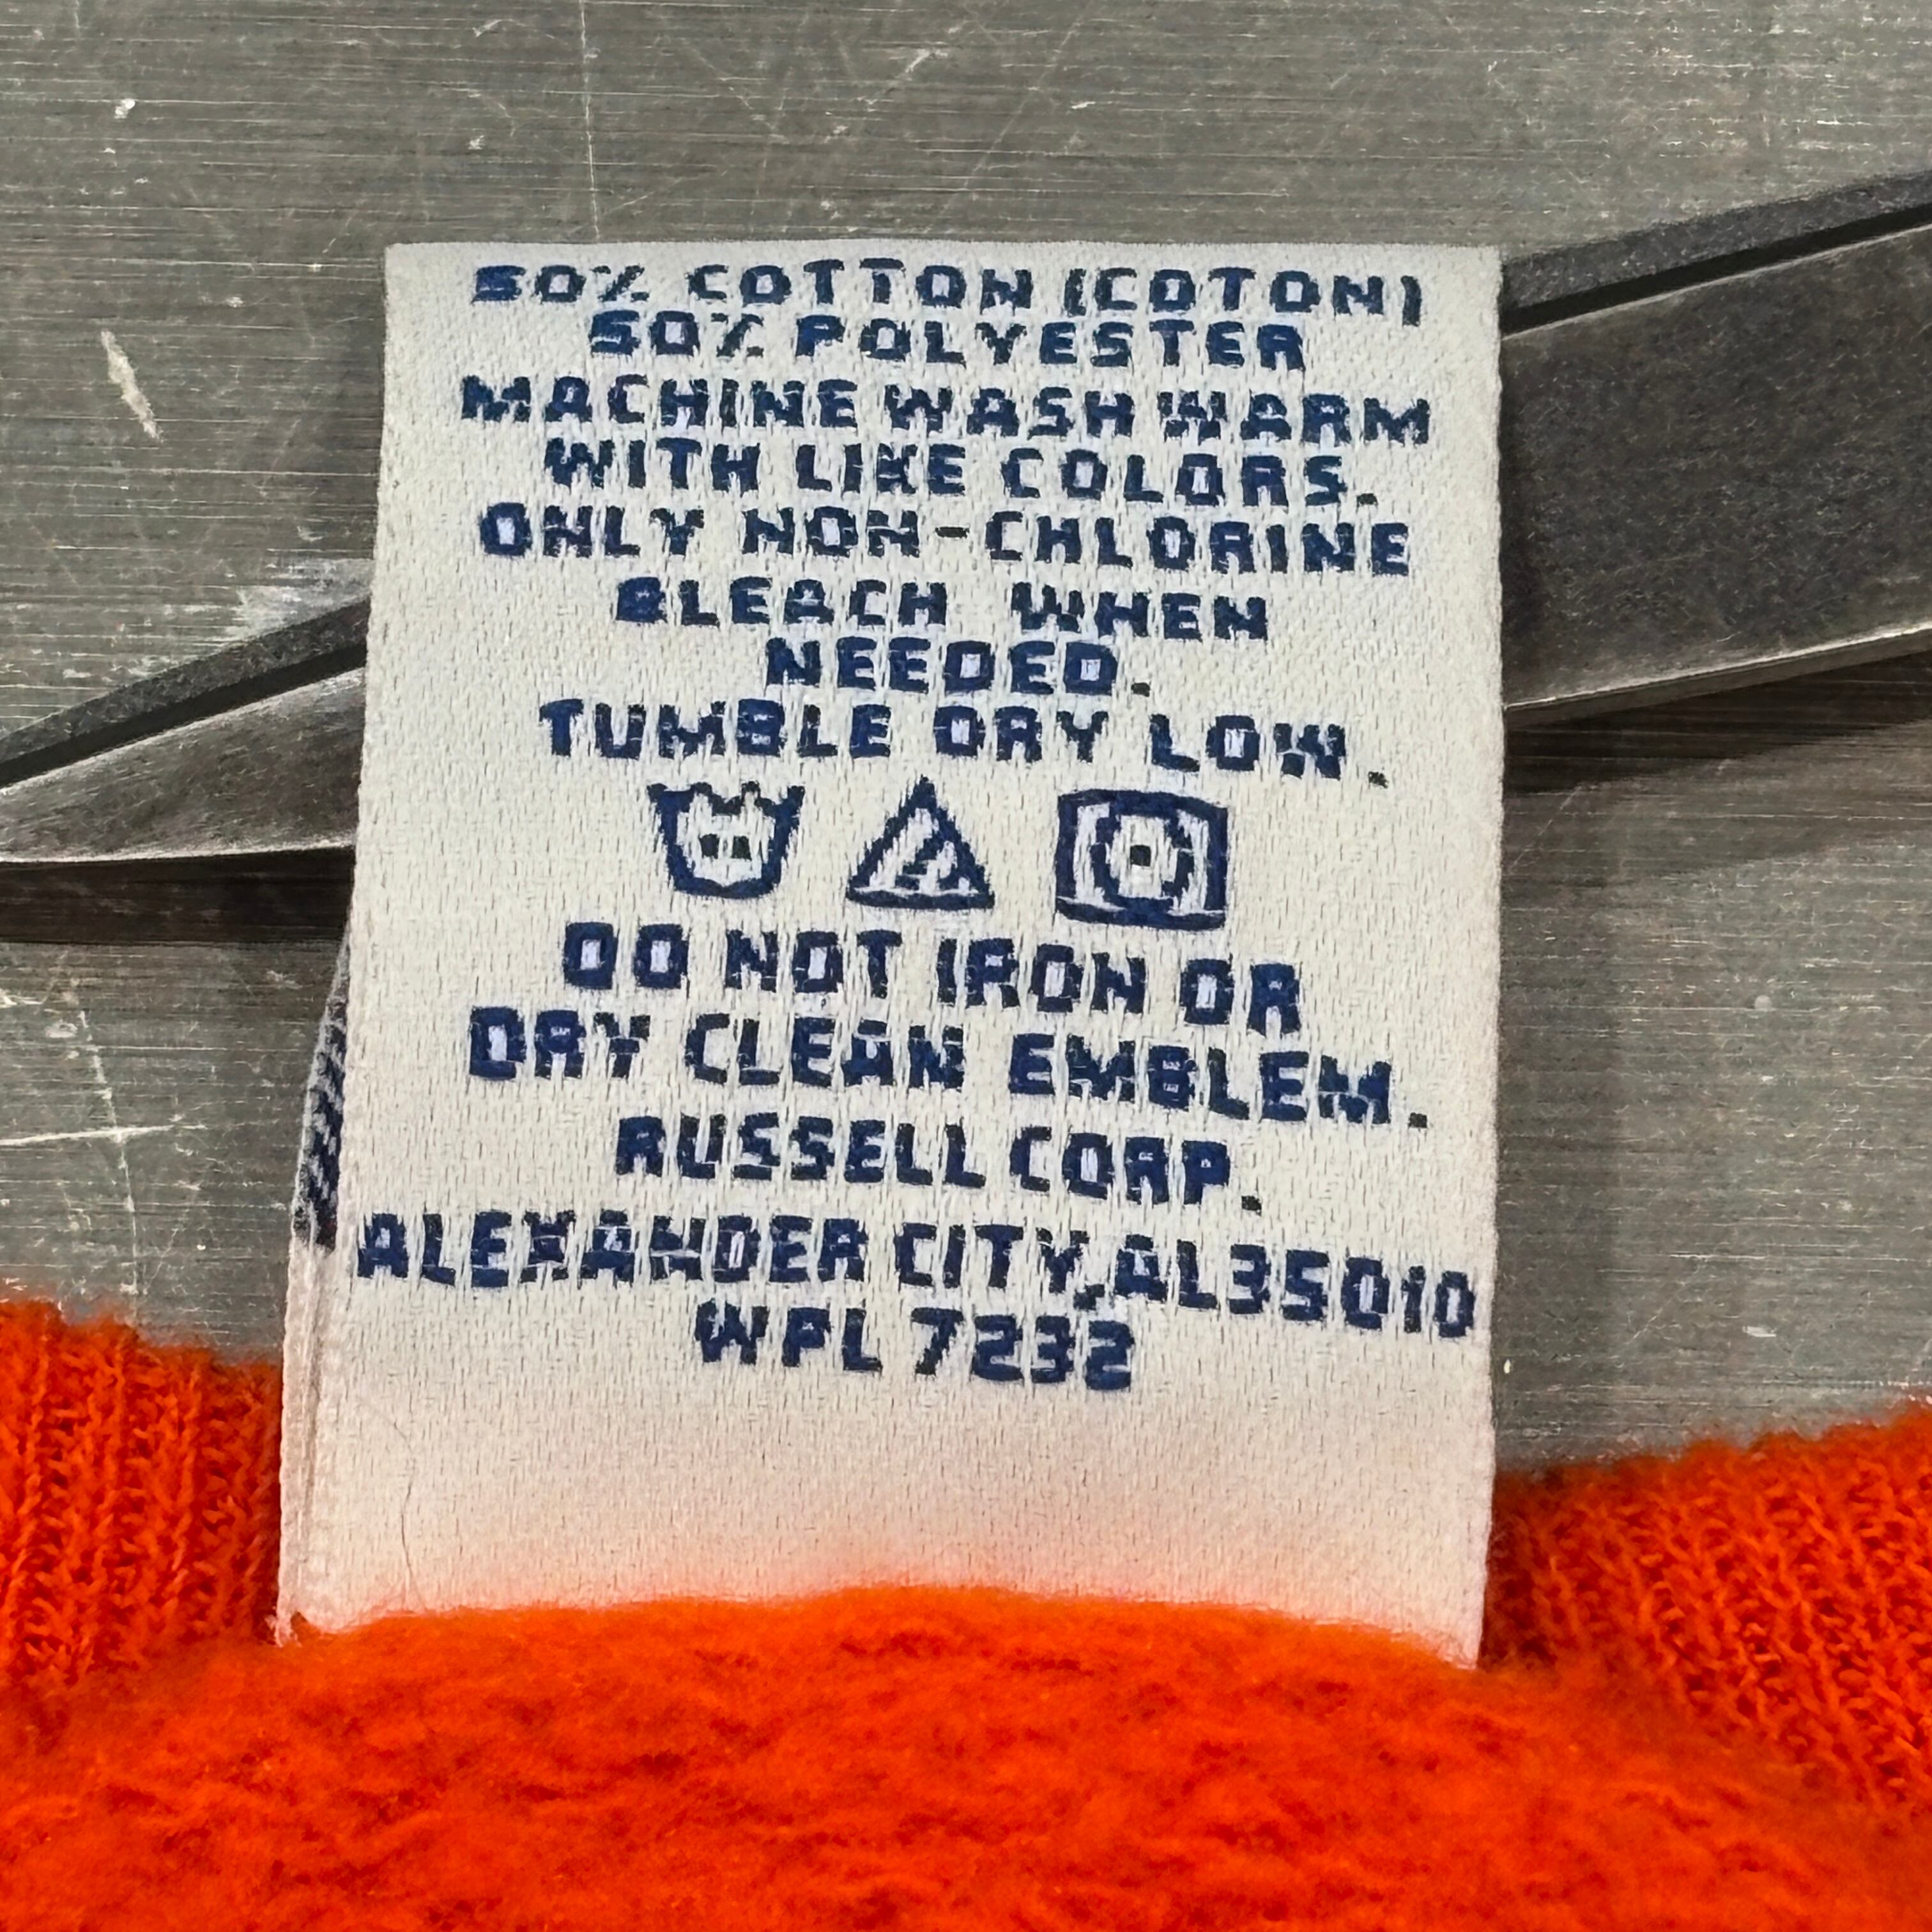 50% COTTON (COTON)
50% POLYESTER
MACHINE WASH WARM
WITH LIKE COLORS.
ONLY NON-CHLORINE
BLEACH WHEN
NEEDED.
TUMBLE DRY LOW.
DO NOT IRON OR
DRY CLEAN EMBLEM.
RUSSELL CORP.
ALEXANDER CITY,AL35010
WPL 7232